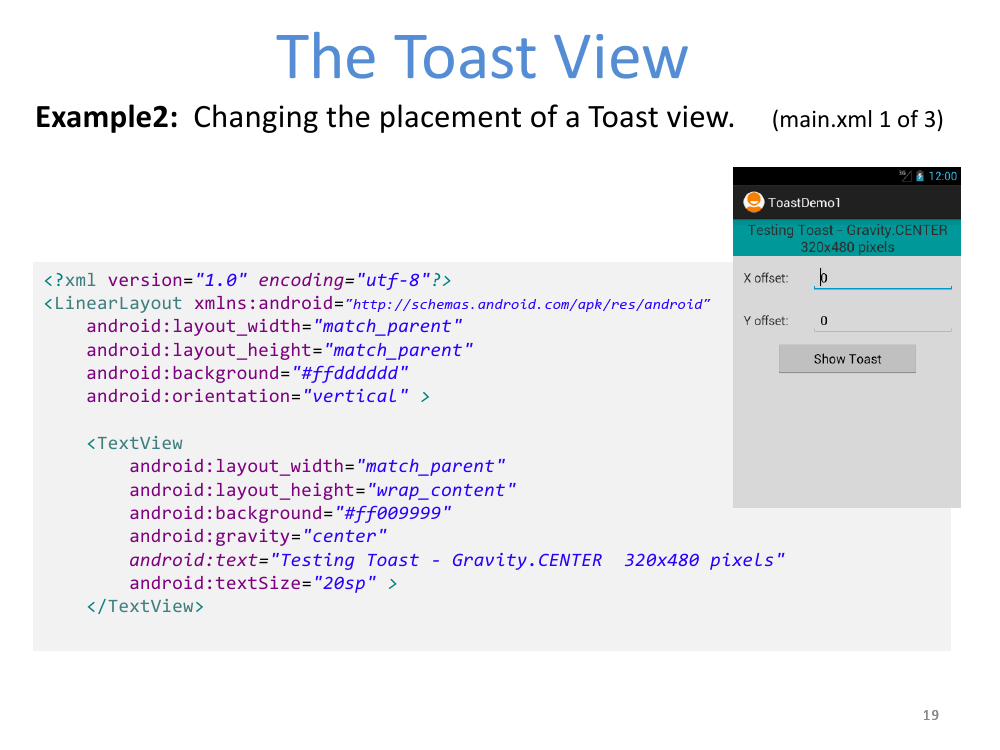 The Toast View
Example2: Changing the placement of a Toast view. (main.xml 1 of 3)
3G 12:00
ToastDemo1
Testing Toast - Gravity.CENTER
320x480 pixels
X offset: 0
Y offset: 0
Show Toast
<?xml version="1.0" encoding="utf-8"?>
<LinearLayout xmlns:android="http://schemas.android.com/apk/res/android"
    android:layout_width="match_parent"
    android:layout_height="match_parent"
    android:background="#ffdddddd"
    android:orientation="vertical" >

    <TextView
        android:layout_width="match_parent"
        android:layout_height="wrap_content"
        android:background="#ff009999"
        android:gravity="center"
        android:text="Testing Toast - Gravity.CENTER  320x480 pixels"
        android:textSize="20sp" >
    </TextView>
19